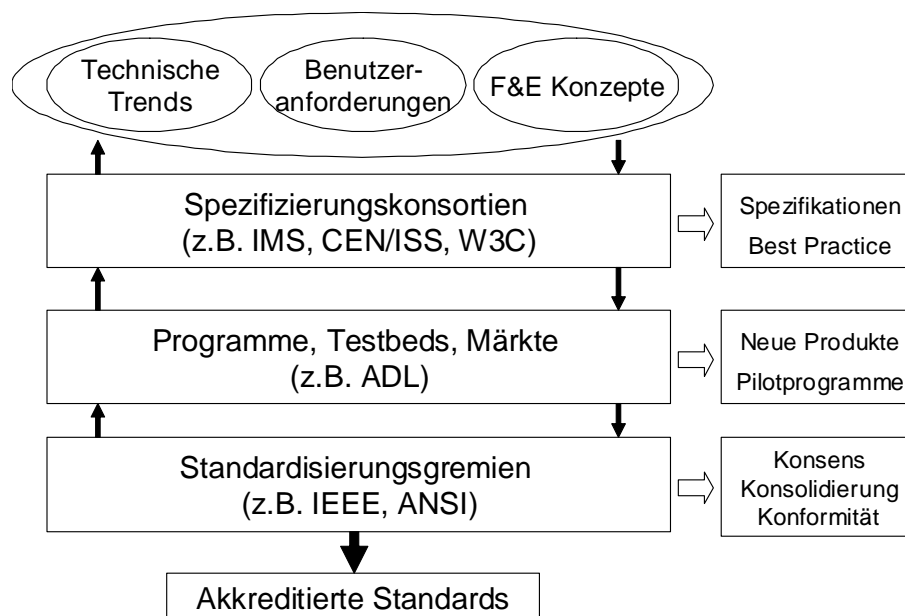 Technische
Trends
Benutzer-
anforderungen
F&E Konzepte
Spezifizierungskonsortien
(z.B. IMS, CEN/ISS, W3C)
Spezifikationen
Best Practice
Programme, Testbeds, Märkte
(z.B. ADL)
Neue Produkte
Pilotprogramme
Standardisierungsgremien
(z.B. IEEE, ANSI)
Konsens
Konsolidierung
Konformität
Akkreditierte Standards